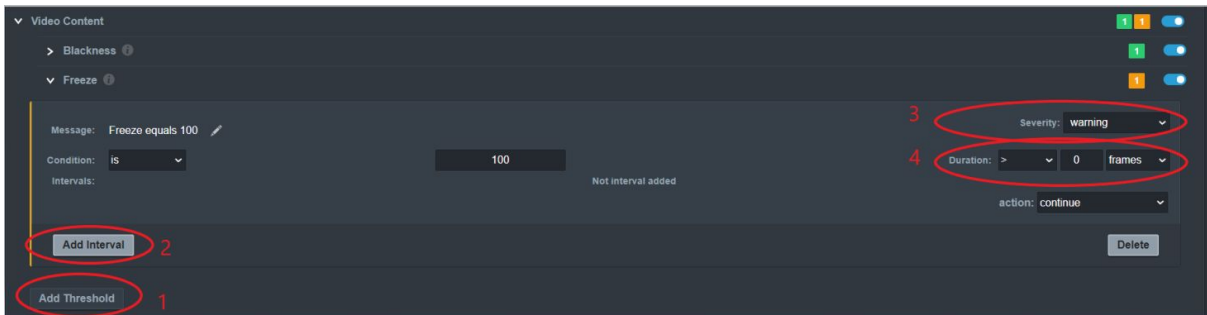 Video Content 1 1
Blackness 1
Freeze 1
Message: Freeze equals 100 3 Severity: warning
Condition: is 100 4 Duration: > 0 frames
Intervals: Not interval added
action: continue
Add Interval 2 Delete
Add Threshold 1